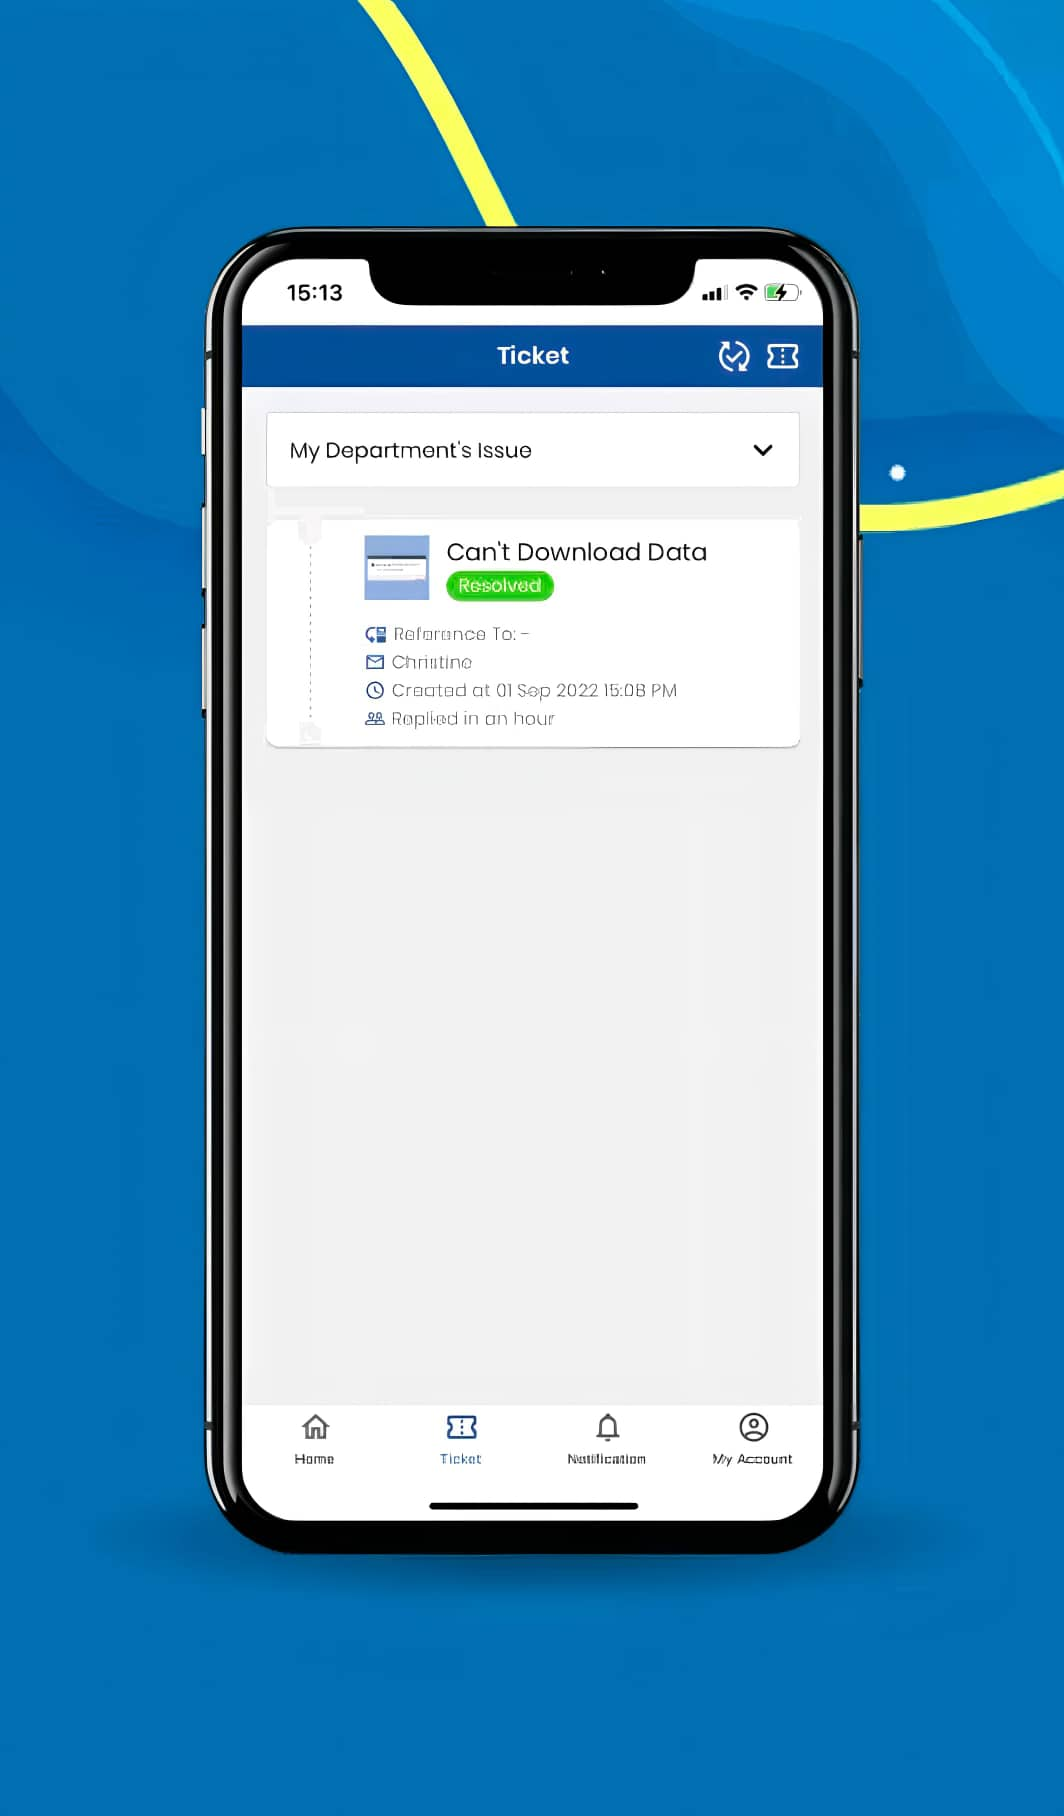 15:13
Ticket
My Department's Issue
Can't Download Data
Resolved
Reference To: -
Christine
Created at 01 Sep 2022 15:08 PM
Replied in an hour
Home
Ticket
Notification
My Account